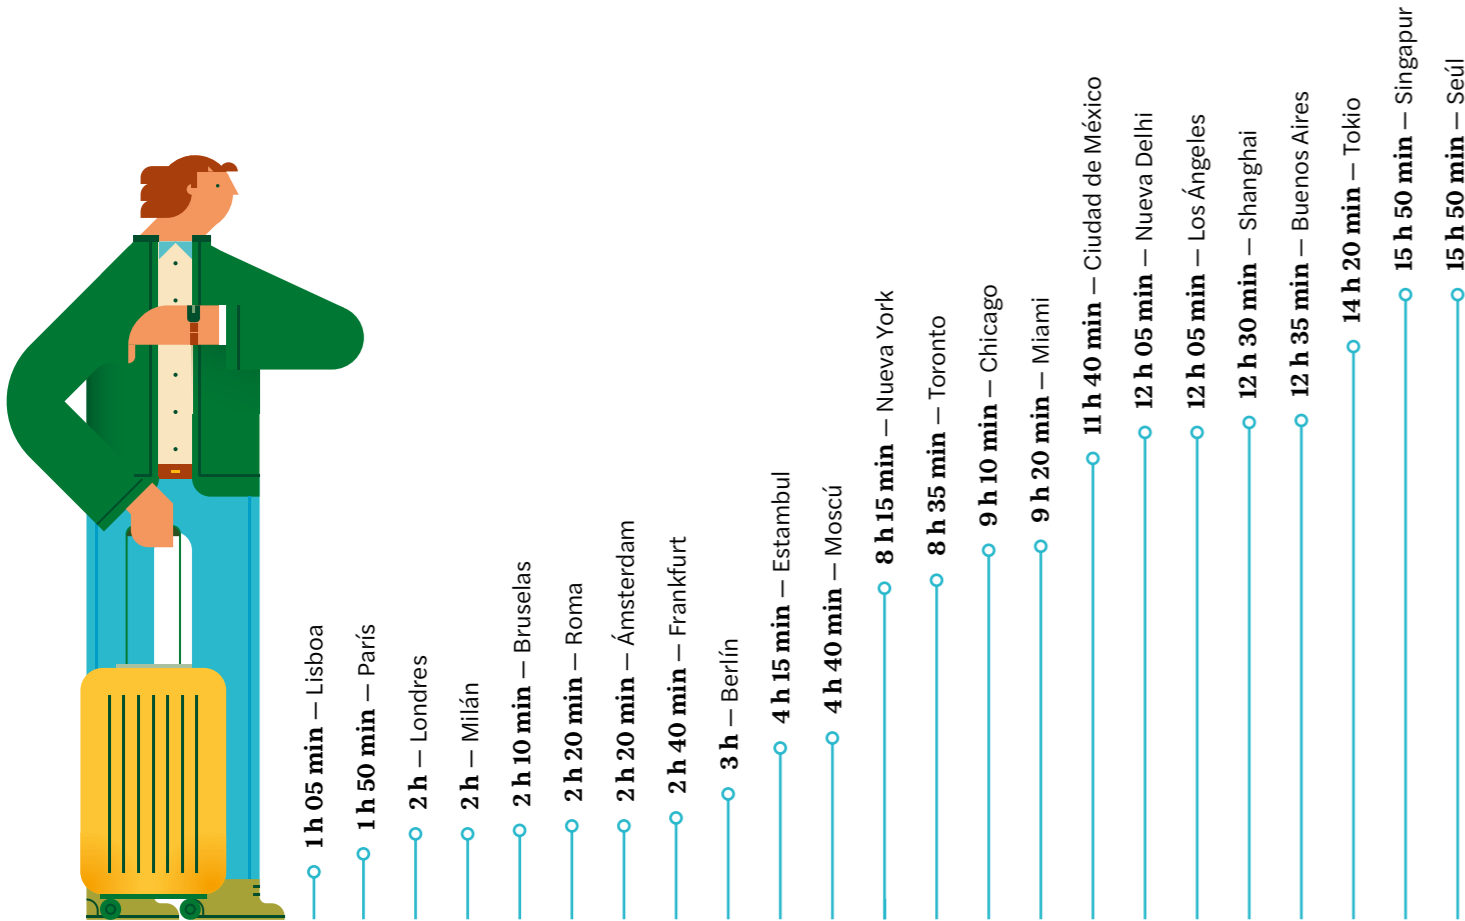 1 h 05 min — Lisboa
1 h 50 min — París
2 h — Londres
2 h — Milán
2 h 10 min — Bruselas
2 h 20 min — Roma
2 h 20 min — Ámsterdam
2 h 40 min — Frankfurt
3 h — Berlín
4 h 15 min — Estambul
4 h 40 min — Moscú
8 h 15 min — Nueva York
8 h 35 min — Toronto
9 h 10 min — Chicago
9 h 20 min — Miami
11 h 40 min — Ciudad de México
12 h 05 min — Nueva Delhi
12 h 05 min — Los Ángeles
12 h 30 min — Shanghai
12 h 35 min — Buenos Aires
14 h 20 min — Tokio
15 h 50 min — Singapur
15 h 50 min — Seúl